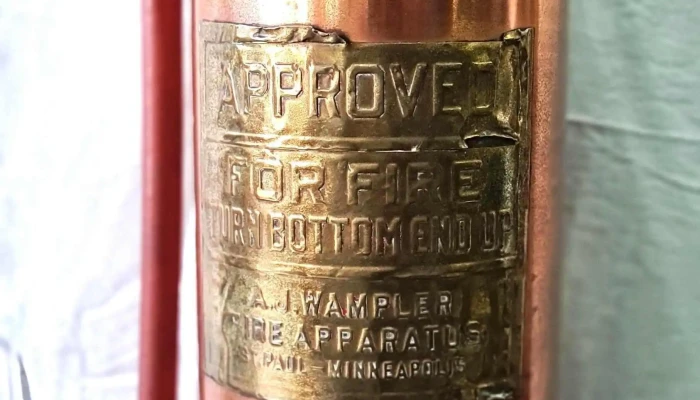 APPROVED
FOR FIRE
TURN BOTTOM END UP
A.J. WAMPLER
FIRE APPARATUS
ST. PAUL - MINNEAPOLIS